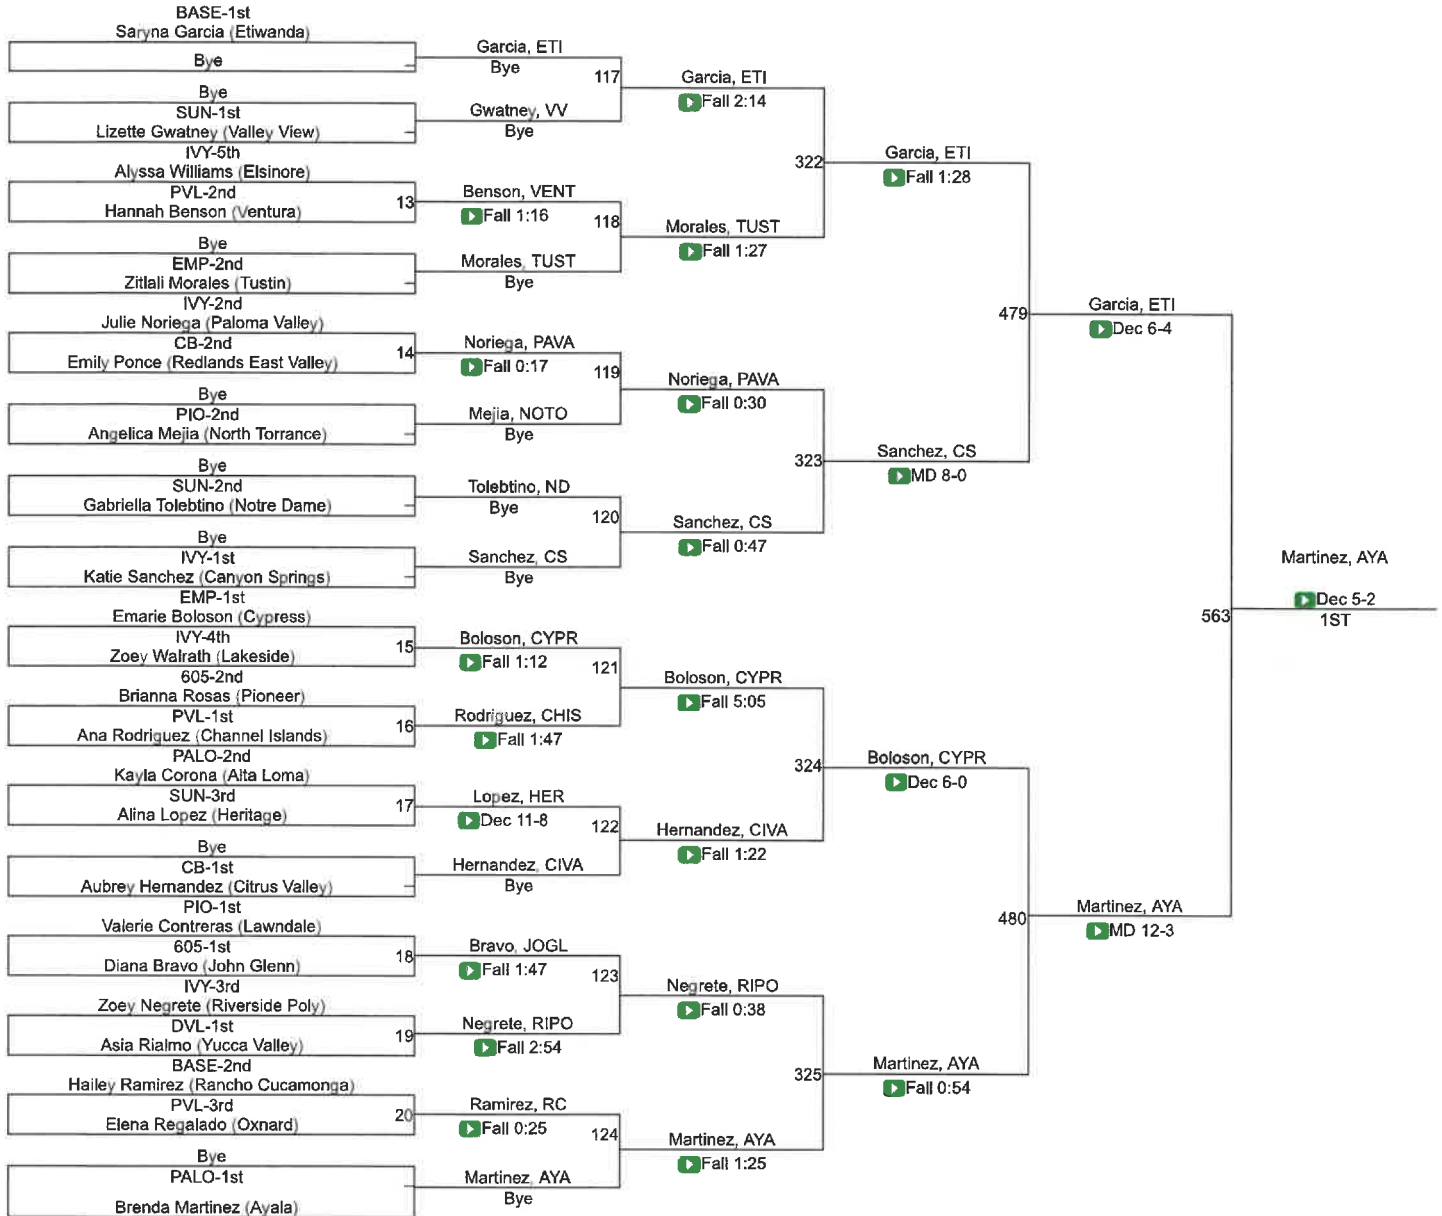 BASE-1st
Saryna Garcia (Etiwanda)
Bye
Bye
SUN-1st
Lizette Gwatney (Valley View)
IVY-5th
Alyssa Williams (Elsinore)
PVL-2nd
Hannah Benson (Ventura)
13
Bye
EMP-2nd
Zitlali Morales (Tustin)
IVY-2nd
Julie Noriega (Paloma Valley)
CB-2nd
Emily Ponce (Redlands East Valley)
14
Bye
PIO-2nd
Angelica Mejia (North Torrance)
Bye
SUN-2nd
Gabriella Tolebtino (Notre Dame)
Bye
IVY-1st
Katie Sanchez (Canyon Springs)
EMP-1st
Emarie Boloson (Cypress)
IVY-4th
Zoey Walrath (Lakeside)
15
605-2nd
Brianna Rosas (Pioneer)
PVL-1st
Ana Rodriguez (Channel Islands)
16
PALO-2nd
Kayla Corona (Alta Loma)
SUN-3rd
Alina Lopez (Heritage)
17
Bye
CB-1st
Aubrey Hernandez (Citrus Valley)
PIO-1st
Valerie Contreras (Lawndale)
605-1st
Diana Bravo (John Glenn)
18
IVY-3rd
Zoey Negrete (Riverside Poly)
DVL-1st
Asia Rialmo (Yucca Valley)
19
BASE-2nd
Hailey Ramirez (Rancho Cucamonga)
PVL-3rd
Elena Regalado (Oxnard)
20
Bye
PALO-1st
Brenda Martinez (Ayala)
Garcia, ETI
Bye
117
Gwatney, VV
Bye
Benson, VENT
Fall 1:16
118
Morales, TUST
Bye
Noriega, PAVA
Fall 0:17
119
Mejia, NOTO
Bye
Tolebtino, ND
Bye
120
Sanchez, CS
Bye
Boloson, CYPR
Fall 1:12
121
Rodriguez, CHIS
Fall 1:47
Lopez, HER
Dec 11-8
122
Hernandez, CIVA
Bye
Bravo, JOGL
Fall 1:47
123
Negrete, RIPO
Fall 2:54
Ramirez, RC
Fall 0:25
124
Martinez, AYA
Bye
Garcia, ETI
Fall 2:14
322
Morales, TUST
Fall 1:27
Noriega, PAVA
Fall 0:30
323
Sanchez, CS
Fall 0:47
Boloson, CYPR
Fall 5:05
324
Hernandez, CIVA
Fall 1:22
Negrete, RIPO
Fall 0:38
325
Martinez, AYA
Fall 1:25
Garcia, ETI
Fall 1:28
479
Sanchez, CS
MD 8-0
Boloson, CYPR
Dec 6-0
480
Martinez, AYA
Fall 0:54
Garcia, ETI
Dec 6-4
563
Martinez, AYA
MD 12-3
Martinez, AYA
Dec 5-2
1ST